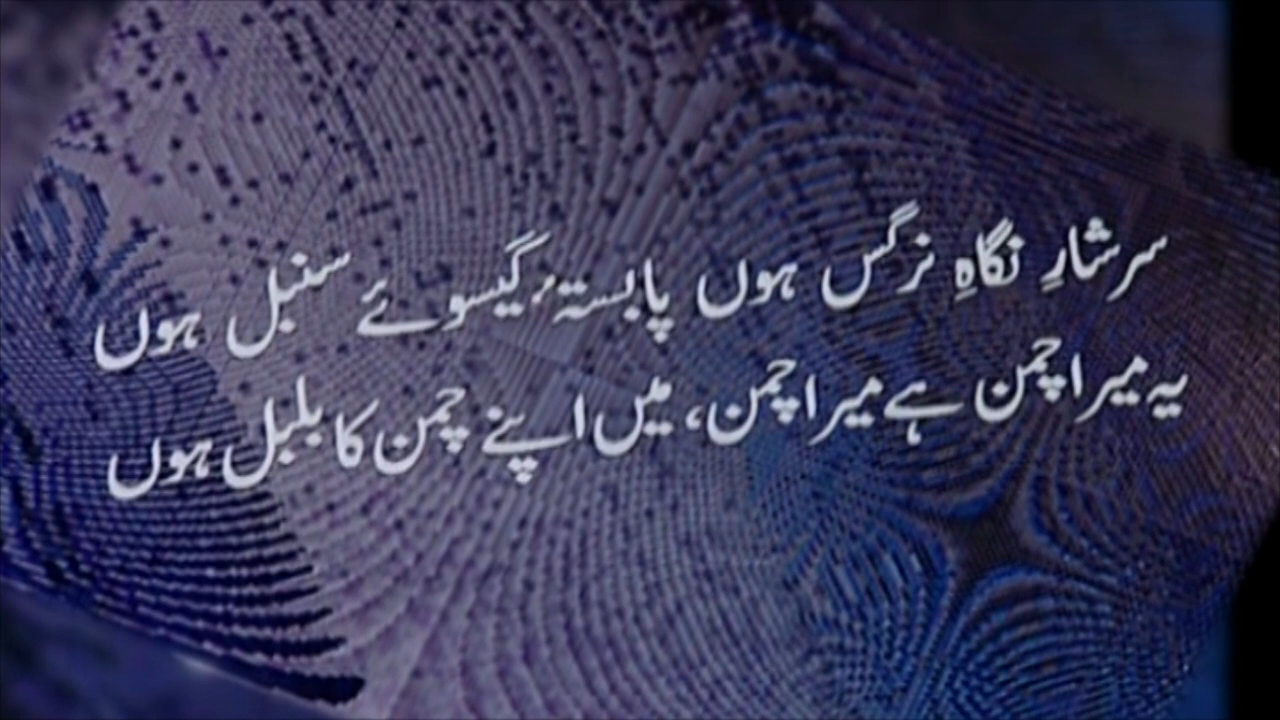 سرشارِ نگاہِ نرگس ہوں پابستۂ گیسوئے سنبل ہوں
یہ میرا چمن ہے میرا چمن، میں اپنے چمن کا بلبل ہوں